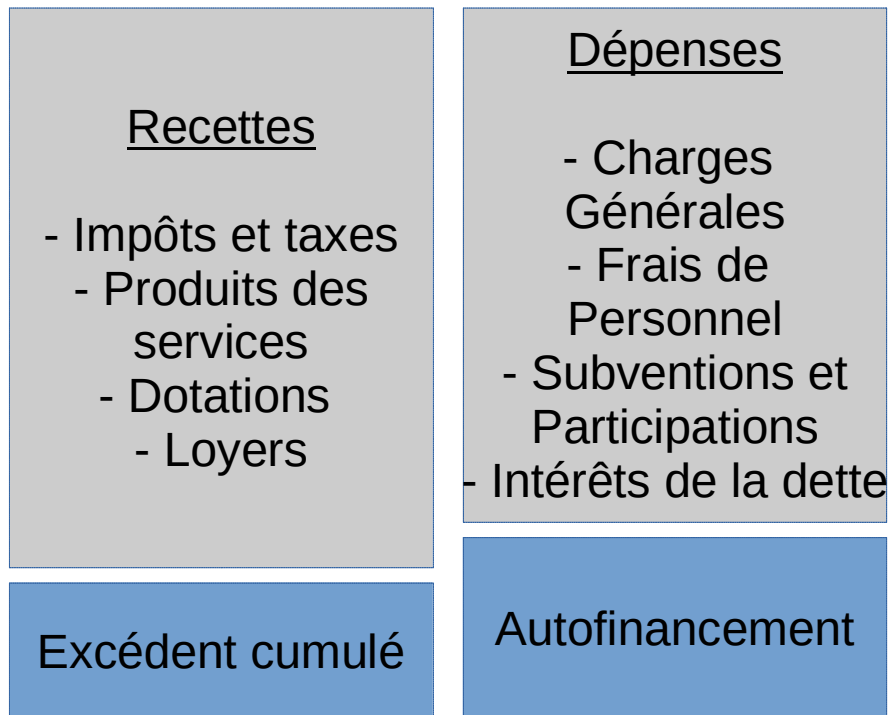 Recettes
- Impôts et taxes
- Produits des
services
- Dotations
- Loyers
Excédent cumulé
Dépenses
- Charges
Générales
- Frais de
Personnel
- Subventions et
Participations
- Intérêts de la dette
Autofinancement